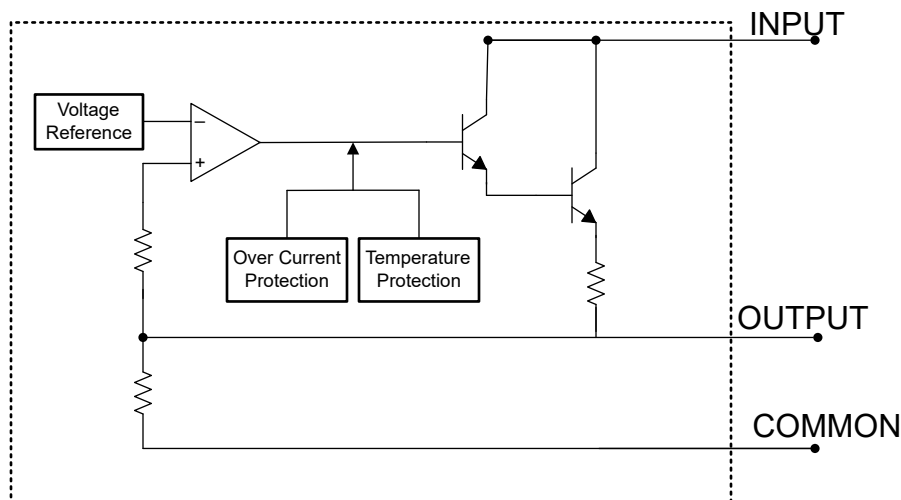 INPUT
Voltage
Reference
−
+
Over Current
Protection
Temperature
Protection
OUTPUT
COMMON